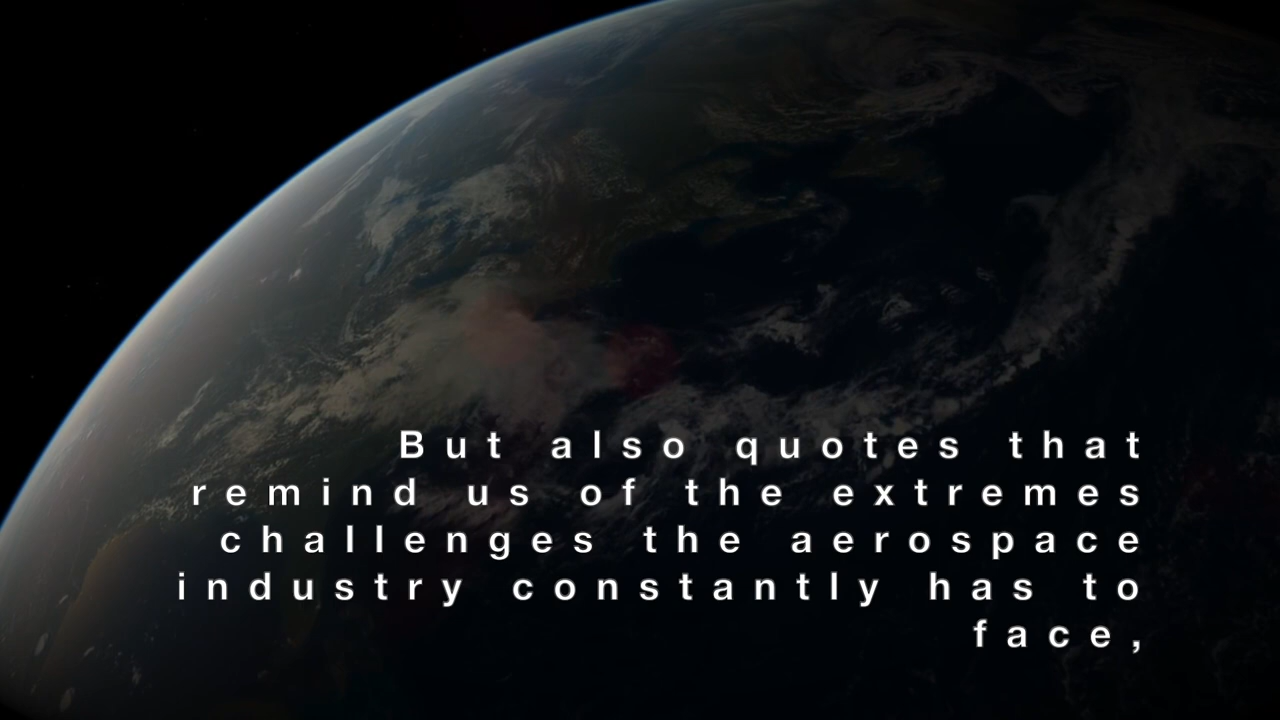 But also quotes that
remind us of the extremes
challenges the aerospace
industry constantly has to
face,